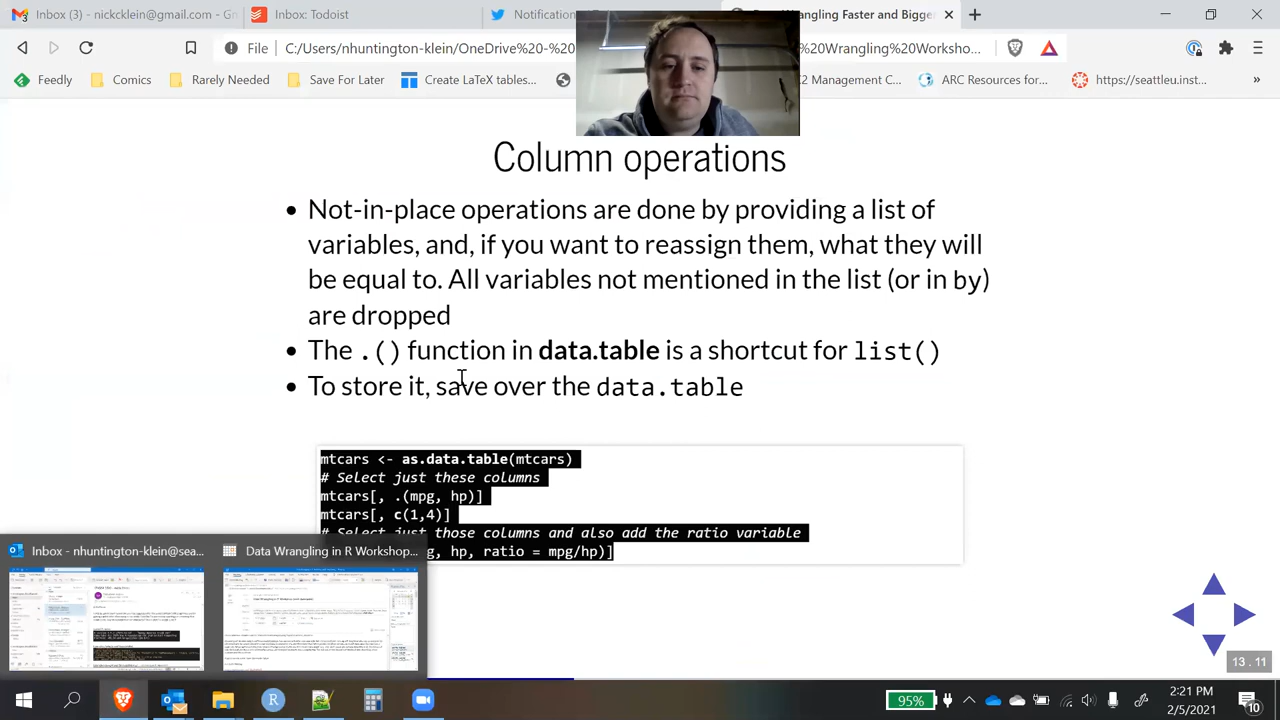 nickklein@gmail.com
Inbox: Todoist
Notification
Wrangling Faster and Bigger
File
C:/Users/nhuntington-klein/OneDrive%20-%20
%20Wrangling%20Worksho...
Feedly
Comics
Rarely Needed
Save For Later
Create LaTeX tables...
2 Management C...
ARC Resources for...
https://seattleu.inst...
»
Column operations
Not-in-place operations are done by providing a list of
variables, and, if you want to reassign them, what they will
be equal to. All variables not mentioned in the list (or in by)
are dropped
The .() function in data.table is a shortcut for list()
To store it, save over the data.table
mtcars <- as.data.table(mtcars)
# Select just these columns
mtcars[, .(mpg, hp)]
mtcars[, c(1,4)]
# Select just those columns and also add the ratio variable
g, hp, ratio = mpg/hp)]
Inbox - nhuntington-klein@sea...
Data Wrangling in R Workshop...
13 . 11
95%
2:21 PM
2/5/2021
10